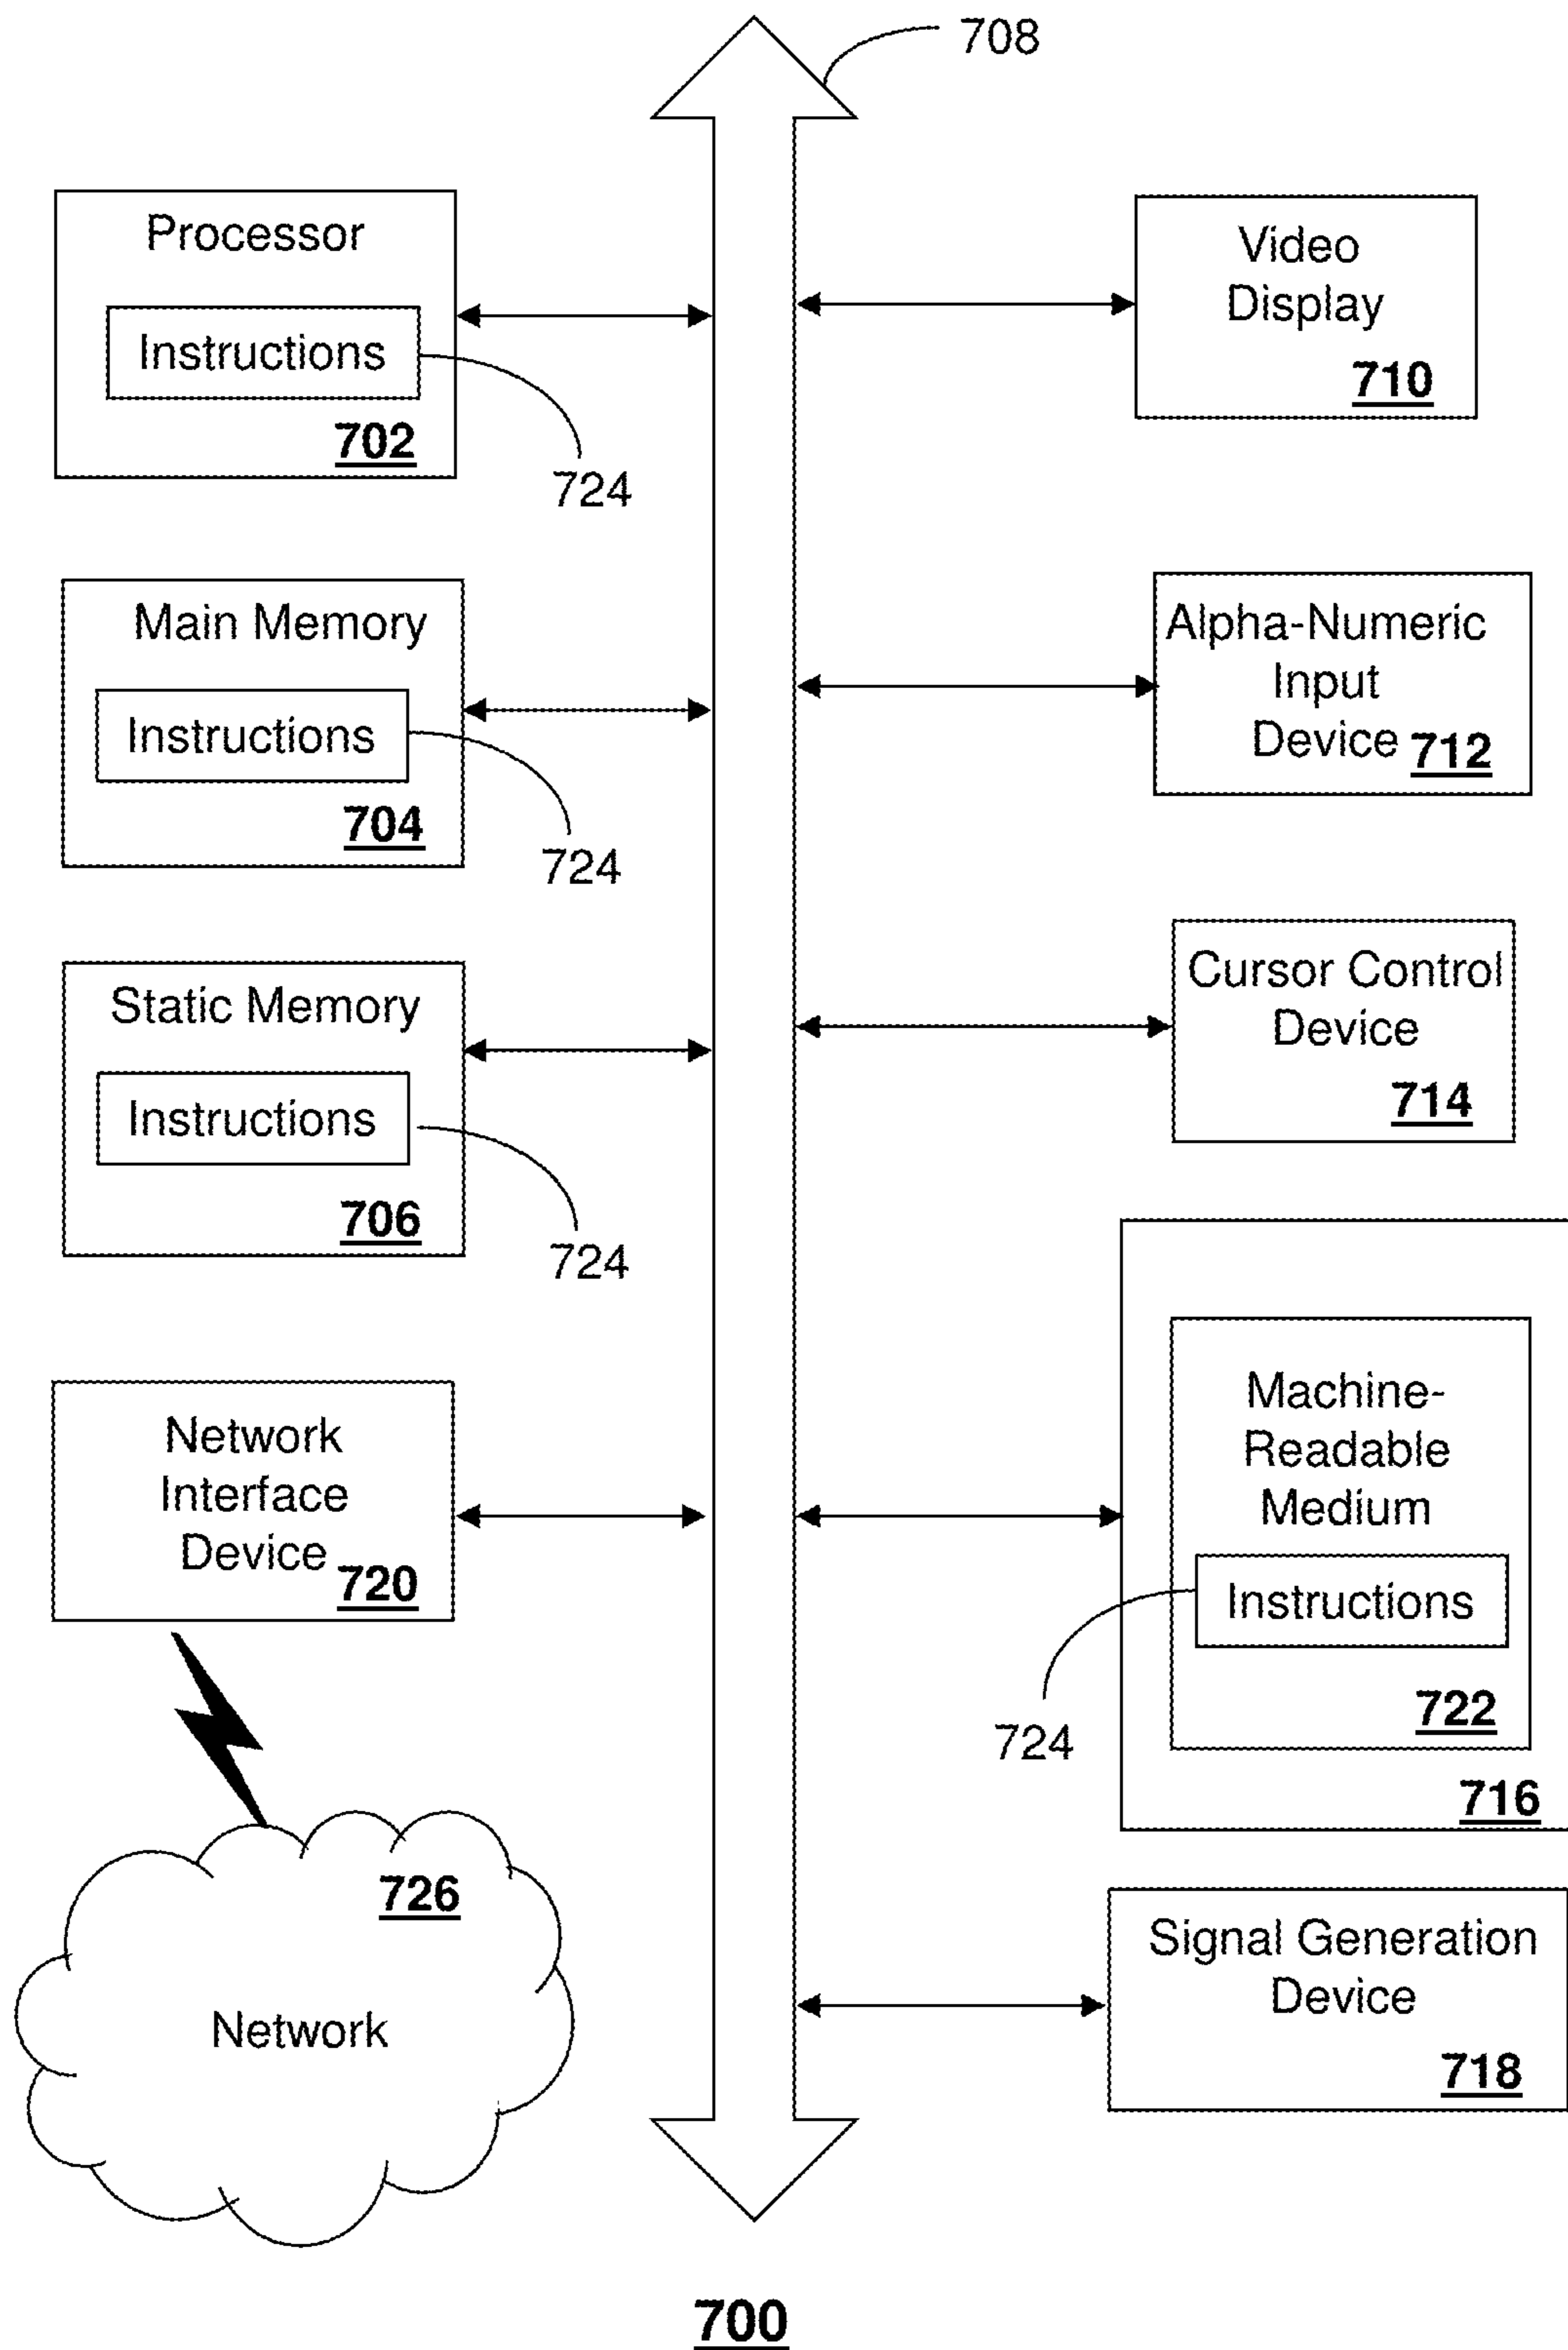 708
Processor
Instructions
702
724
Main Memory
Instructions
704
724
Static Memory
Instructions
706
724
Network
Interface
Device
720
726
Network
Video
Display
710
Alpha-Numeric
Input
Device 712
Cursor Control
Device
714
Machine-
Readable
Medium
Instructions
722
724
716
Signal Generation
Device
718
700